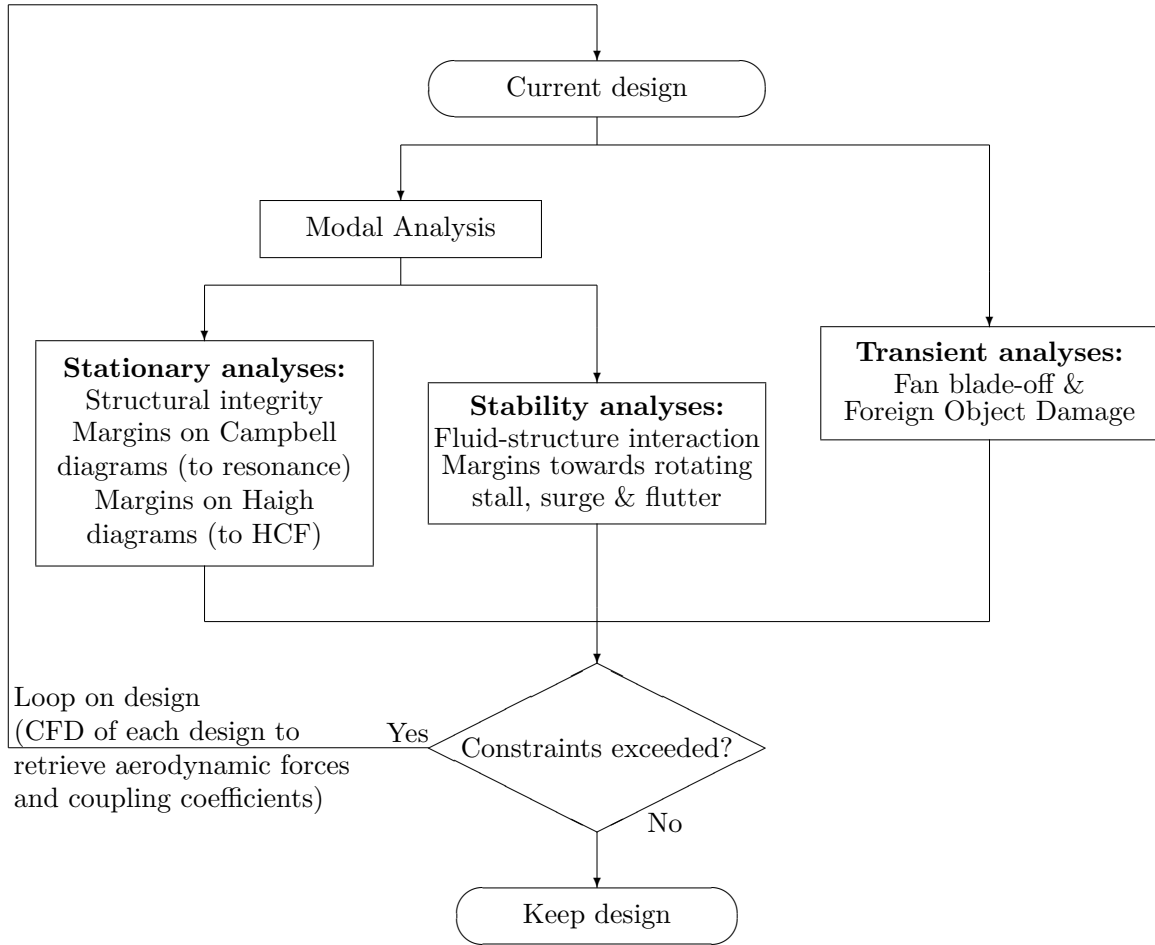 Current design
Modal Analysis
Stationary analyses:
Structural integrity
Margins on Campbell
diagrams (to resonance)
Margins on Haigh
diagrams (to HCF)
Stability analyses:
Fluid-structure interaction
Margins towards rotating
stall, surge & flutter
Transient analyses:
Fan blade-off &
Foreign Object Damage
Loop on design
(CFD of each design to
retrieve aerodynamic forces
and coupling coefficients)
Yes
Constraints exceeded?
No
Keep design